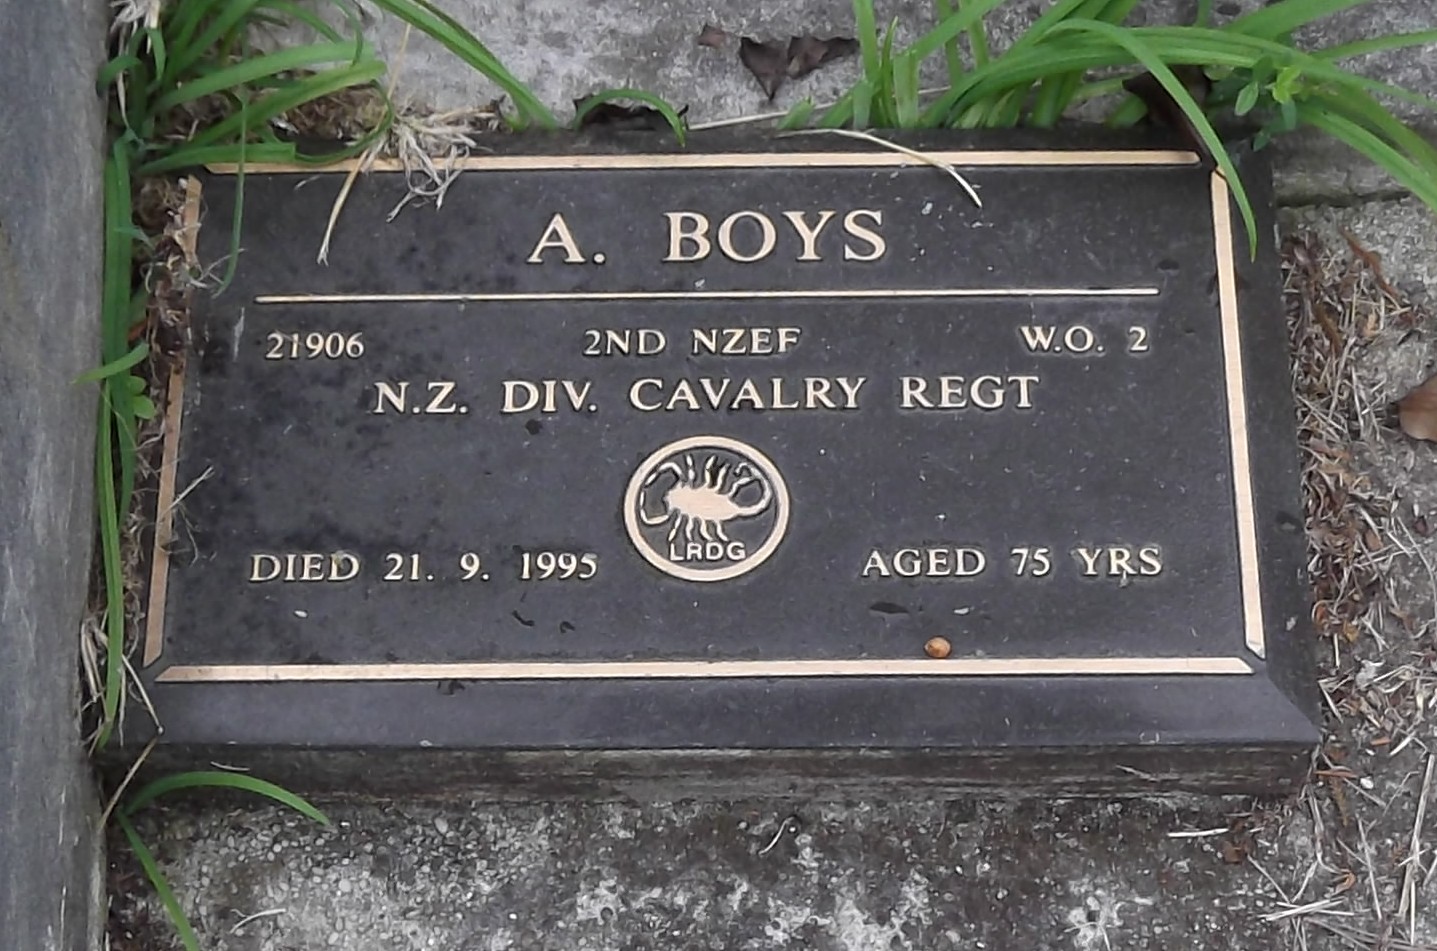 A. BOYS
21906 2ND NZEF W.O. 2
N.Z. DIV. CAVALRY REGT
LRDG
DIED 21. 9. 1995 AGED 75 YRS